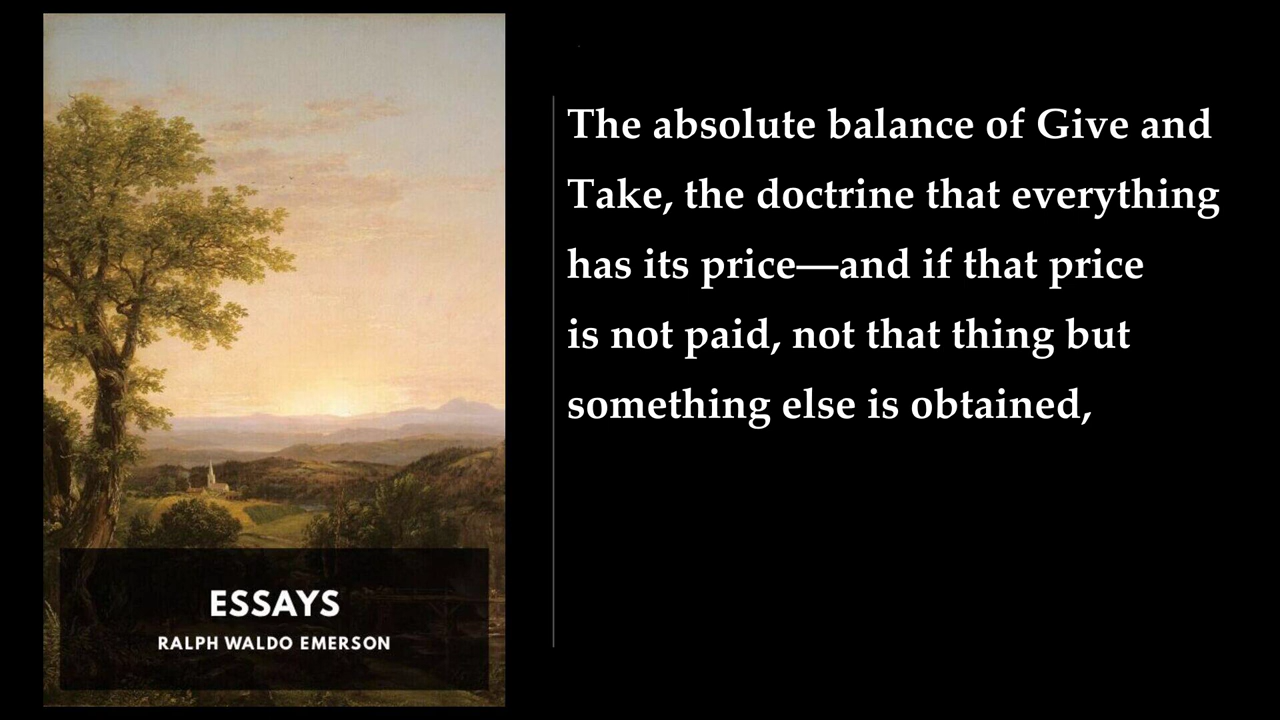 The absolute balance of Give and
Take, the doctrine that everything
has its price—and if that price
is not paid, not that thing but
something else is obtained,
ESSAYS
RALPH WALDO EMERSON